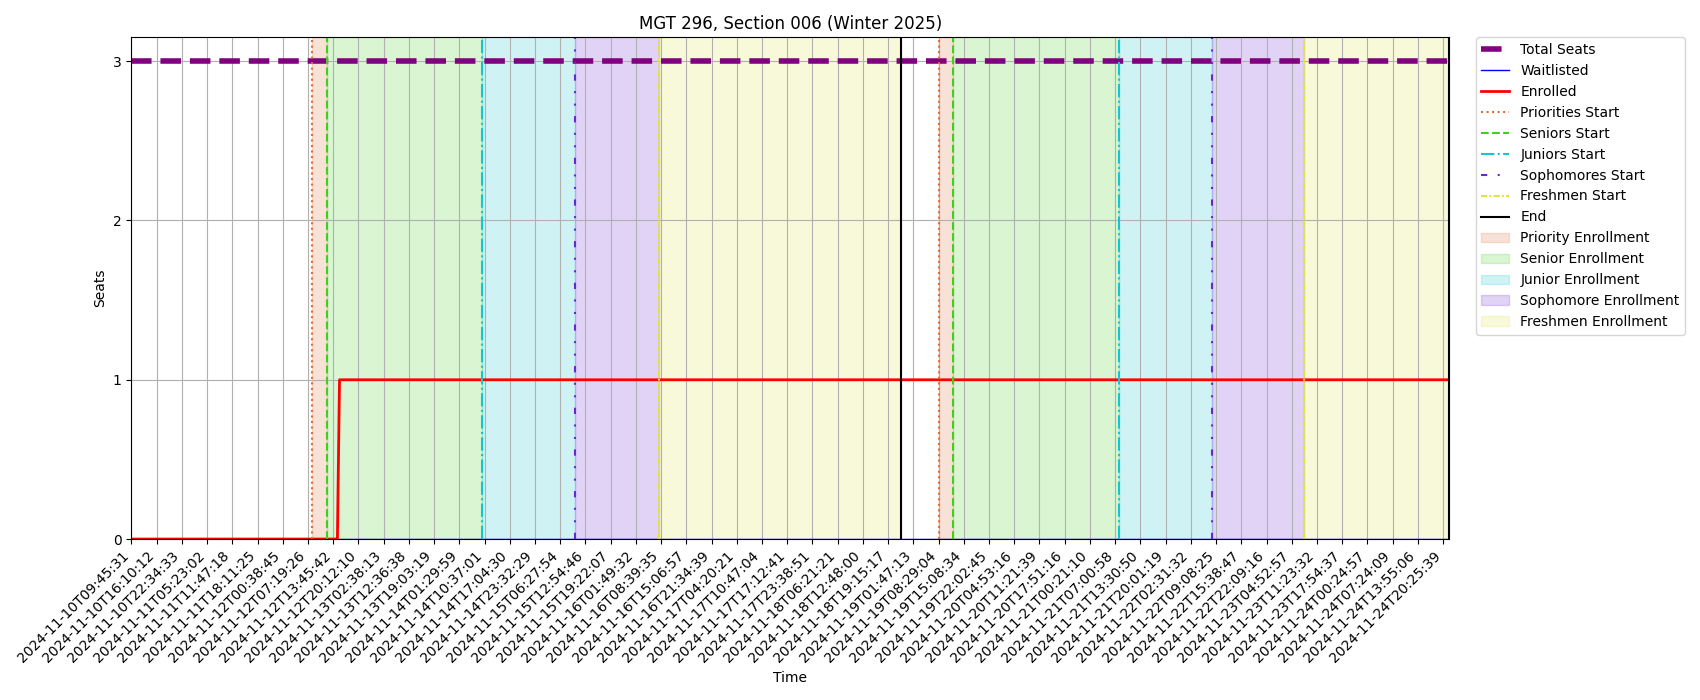 MGT 296, Section 006 (Winter 2025)
Seats
3
2
1
0
2024-11-10T09:45:31
2024-11-10T16:10:12
2024-11-10T22:34:33
2024-11-11T05:23:02
2024-11-11T11:47:18
2024-11-11T18:11:25
2024-11-12T00:38:45
2024-11-12T07:19:26
2024-11-12T13:45:42
2024-11-12T20:12:10
2024-11-13T02:38:13
2024-11-13T12:36:38
2024-11-13T19:03:19
2024-11-14T01:29:59
2024-11-14T10:37:01
2024-11-14T17:04:30
2024-11-14T23:32:29
2024-11-15T06:27:54
2024-11-15T12:54:46
2024-11-15T19:22:07
2024-11-16T01:49:32
2024-11-16T08:39:35
2024-11-16T15:06:57
2024-11-16T21:34:39
2024-11-17T04:20:21
2024-11-17T10:47:04
2024-11-17T17:12:41
2024-11-17T23:38:51
2024-11-18T06:21:21
2024-11-18T12:48:00
2024-11-18T19:15:17
2024-11-19T01:47:13
2024-11-19T08:29:04
2024-11-19T15:08:34
2024-11-19T22:02:45
2024-11-20T04:53:16
2024-11-20T11:21:39
2024-11-20T17:51:16
2024-11-21T00:21:10
2024-11-21T07:00:58
2024-11-21T13:30:50
2024-11-21T20:01:19
2024-11-22T02:31:32
2024-11-22T09:08:25
2024-11-22T15:38:47
2024-11-22T22:09:16
2024-11-23T04:52:57
2024-11-23T11:23:32
2024-11-23T17:54:37
2024-11-24T00:24:57
2024-11-24T07:24:09
2024-11-24T13:55:06
2024-11-24T20:25:39
Time
Total Seats
Waitlisted
Enrolled
Priorities Start
Seniors Start
Juniors Start
Sophomores Start
Freshmen Start
End
Priority Enrollment
Senior Enrollment
Junior Enrollment
Sophomore Enrollment
Freshmen Enrollment